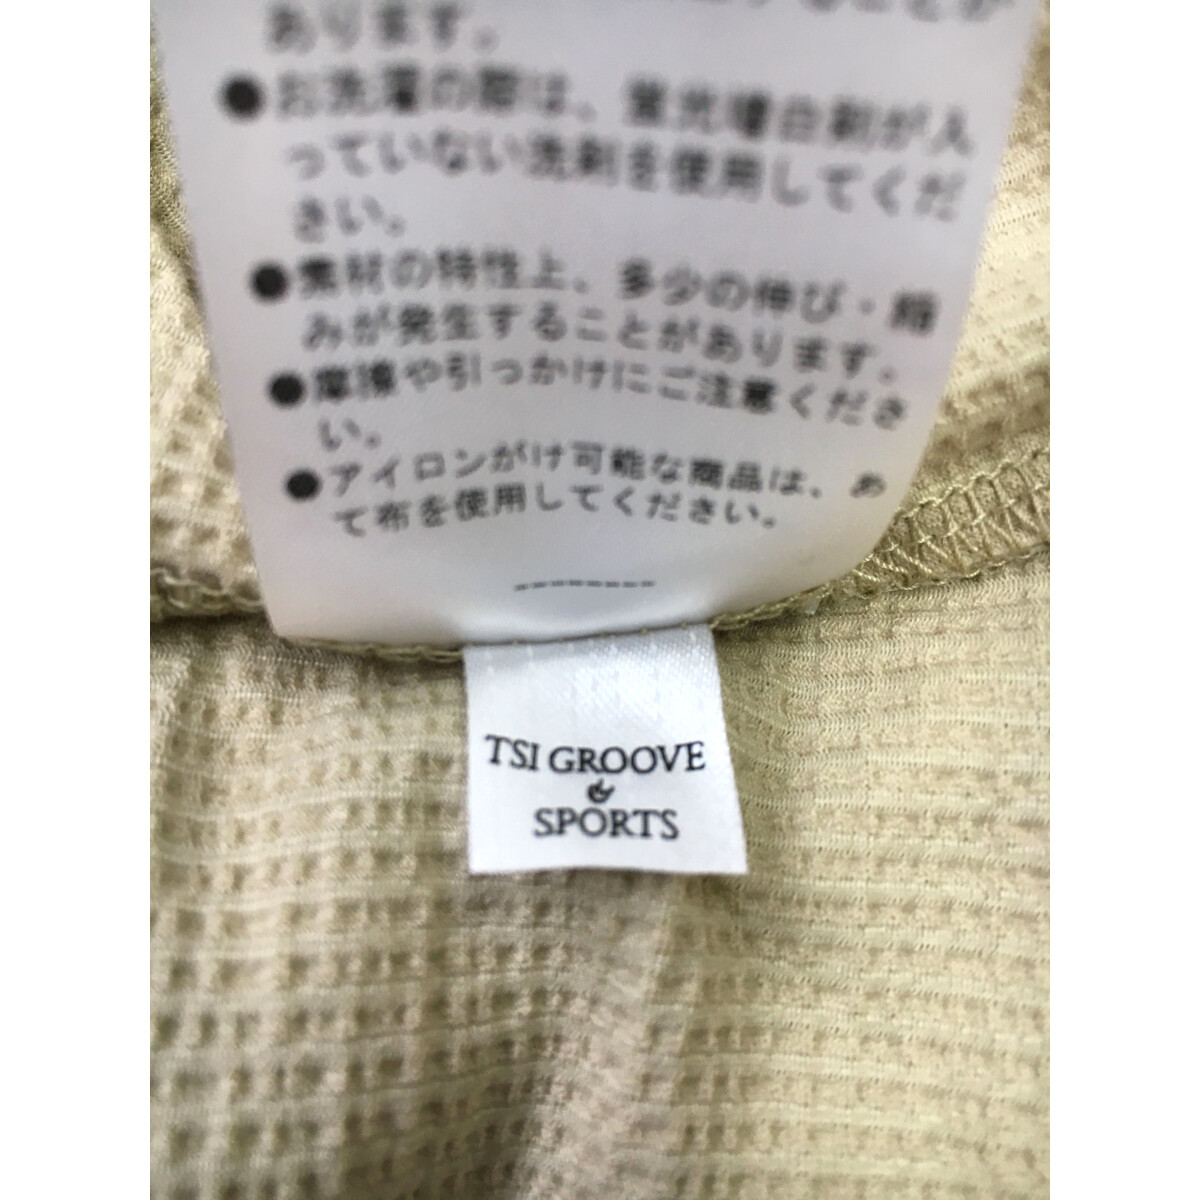 することが
あります。
●お洗濯の際は、蛍光増白剤が入
っていない洗剤を使用してくだ
さい。
●素材の特性上、多少の伸び・縮
みが発生することがあります。
●摩擦や引っかけにご注意くださ
い。
●アイロンがけ可能な商品は、あ
て布を使用してください。
---------
TSI GROOVE
&
SPORTS